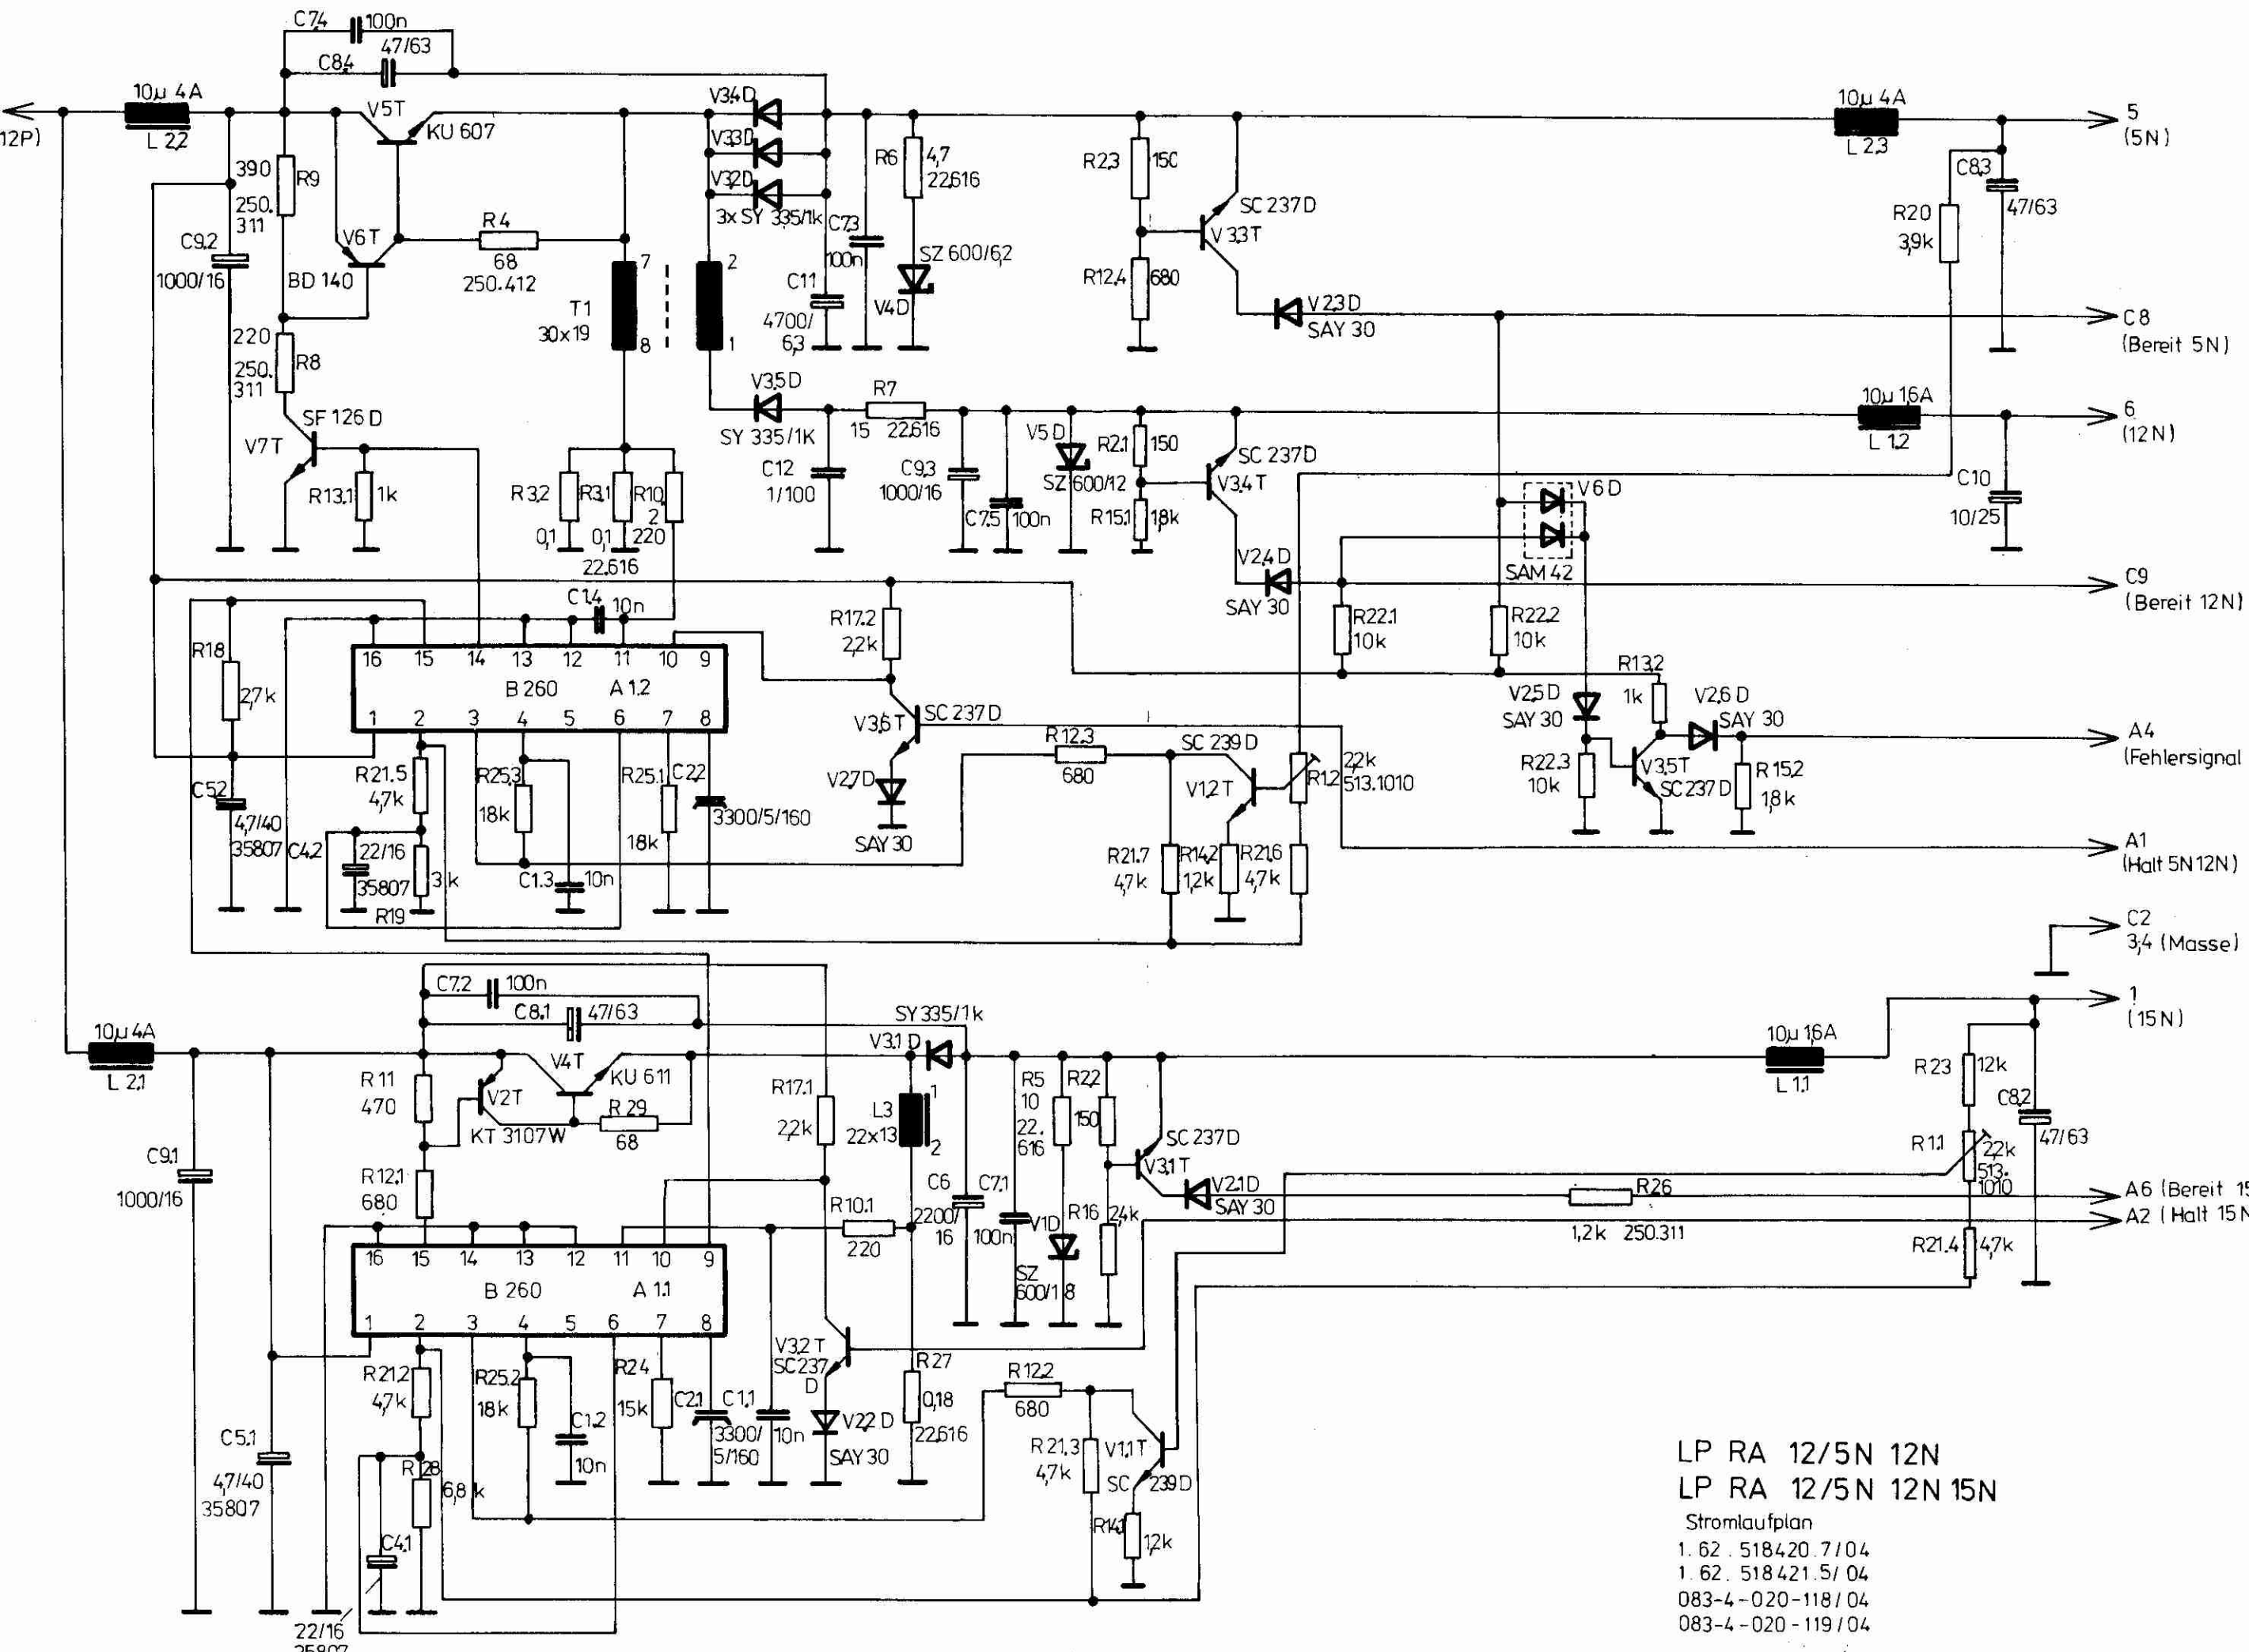 C7.4 100n
47/63
C8.4
10µ 4A
L 2.2
12P)
V5T
KU 607
390
R9
250.
311
V6T
BD 140
R4
68
250.412
C9.2
1000/16
220
R8
250.
311
SF 126 D
V7T
R13.1 1k
V3.4D
V3.3D
V3.2D
3x SY 335/1k
T1
30x19
7
8
2
1
R6 4,7
22.616
C7.3
100n
SZ 600/6,2
V4D
C11
4700/
6,3
R2.3 150
SC 237D
V 3.3T
R12.4 680
V2.3D
SAY 30
10µ 4A
L 2.3
5
(5N)
C8.3
47/63
R20
3,9k
C8
(Bereit 5N)
V3.5D
SY 335/1K
R7
15 22.616
C12
1/100
C9.3
1000/16
C7.5 100n
V5D
SZ 600/12
R2.1 150
R15.1 1,8k
SC 237D
V3.4T
V2.4D
SAY 30
10µ 1,6A
L 1.2
6
(12N)
C10
10/25
V6D
SAM 42
C9
(Bereit 12N)
R3.2 R3.1 R10.
2
0,1 0,1 220
22.616
C1.4 10n
R18
2,7k
16 15 14 13 12 11 10 9
B 260 A 1.2
1 2 3 4 5 6 7 8
R17.2
2,2k
V3.6T
SC 237D
V2.7D
SAY 30
R22.1
10k
R22.2
10k
R13.2
1k
V2.5D
SAY 30
V2.6D
SAY 30
R22.3
10k
V3.5T
SC 237D
R15.2
1,8k
A4
(Fehlersignal
C5.2
4,7/40
35807
R21.5
4,7k
C4.2 22/16
35807
3k
R19
R25.3
18k
C1.3 10n
R25.1
18k
C2.2
3300/5/160
R12.3
680
SC 239D
V1.2T
R1.2
2,2k
513.1010
R21.7
4,7k
R14.2
1,2k
R21.6
4,7k
A1
(Halt 5N12N)
C2
3,4 (Masse)
C7.2 100n
C8.1 47/63
10µ 4A
L 2.1
V4T
KU 611
R11
470
V2T
KT 3107W
R29
68
R12.1
680
C9.1
1000/16
SY335/1k
V3.1D
R17.1
2,2k
L3
22x13
1
2
R10.1
220
C6
2200/
16
C7.1
100n
R5
10
22.
616
R2.2
150
V1D
SZ
600/18
R16 2,4k
SC 237D
V3.1T
V2.1D
SAY 30
R26
1,2k 250.311
10µ 1,6A
L 1.1
1
(15N)
R23 12k
C8.2
47/63
R1.1 2,2k
513.
1010
R21.4 4,7k
A6 (Bereit 15
A2 (Halt 15N
16 15 14 13 12 11 10 9
B 260 A 1.1
1 2 3 4 5 6 7 8
C5.1
4,7/40
35807
R21.2
4,7k
R28
6,8k
C4.1
22/16
35807
R25.2
18k
C1.2
10n
R24
15k
C2.1
3300/
5/160
C1.1
10n
V3.2T
SC237
D
V2.2D
SAY 30
R27
0,18
22.616
R12.2
680
R21.3
4,7k
V1.1T
SC 239D
R14.1
1,2k
LP RA 12/5N 12N
LP RA 12/5N 12N 15N
Stromlaufplan
1. 62. 518420.7/04
1. 62. 518421.5/04
083-4-020-118/04
083-4-020-119/04